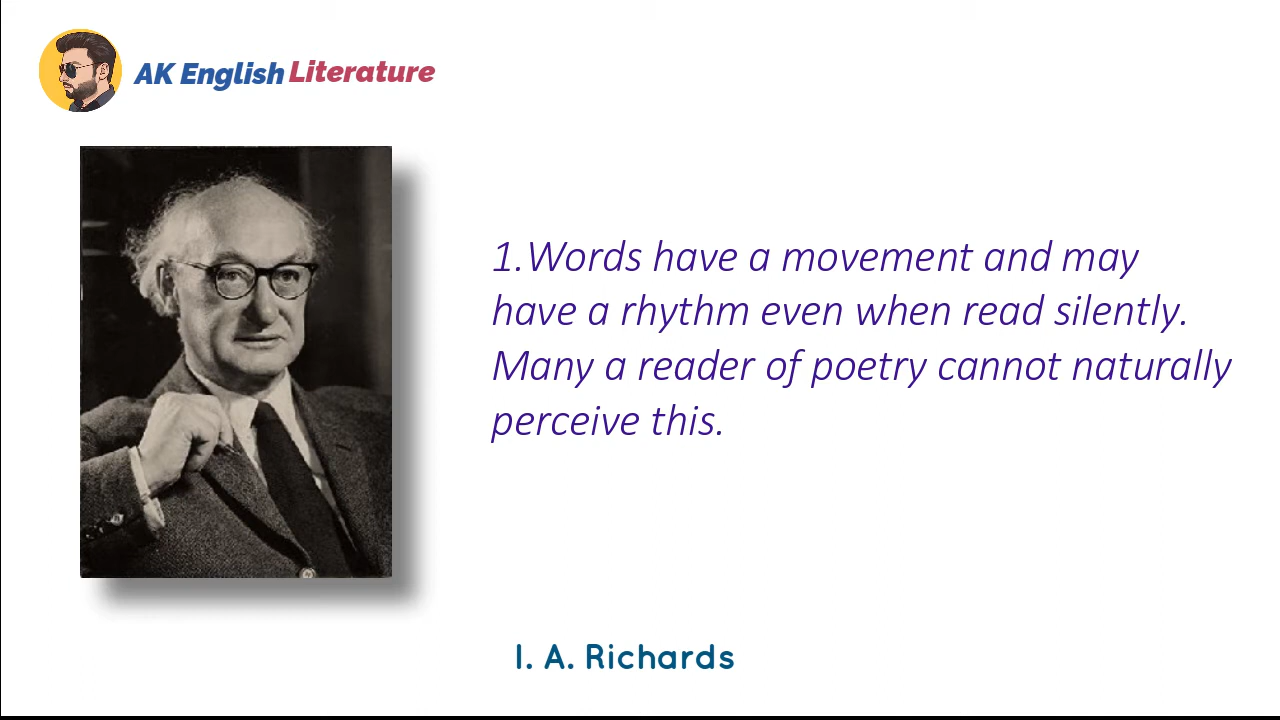 AK English Literature
1.Words have a movement and may
have a rhythm even when read silently.
Many a reader of poetry cannot naturally
perceive this.
I. A. Richards